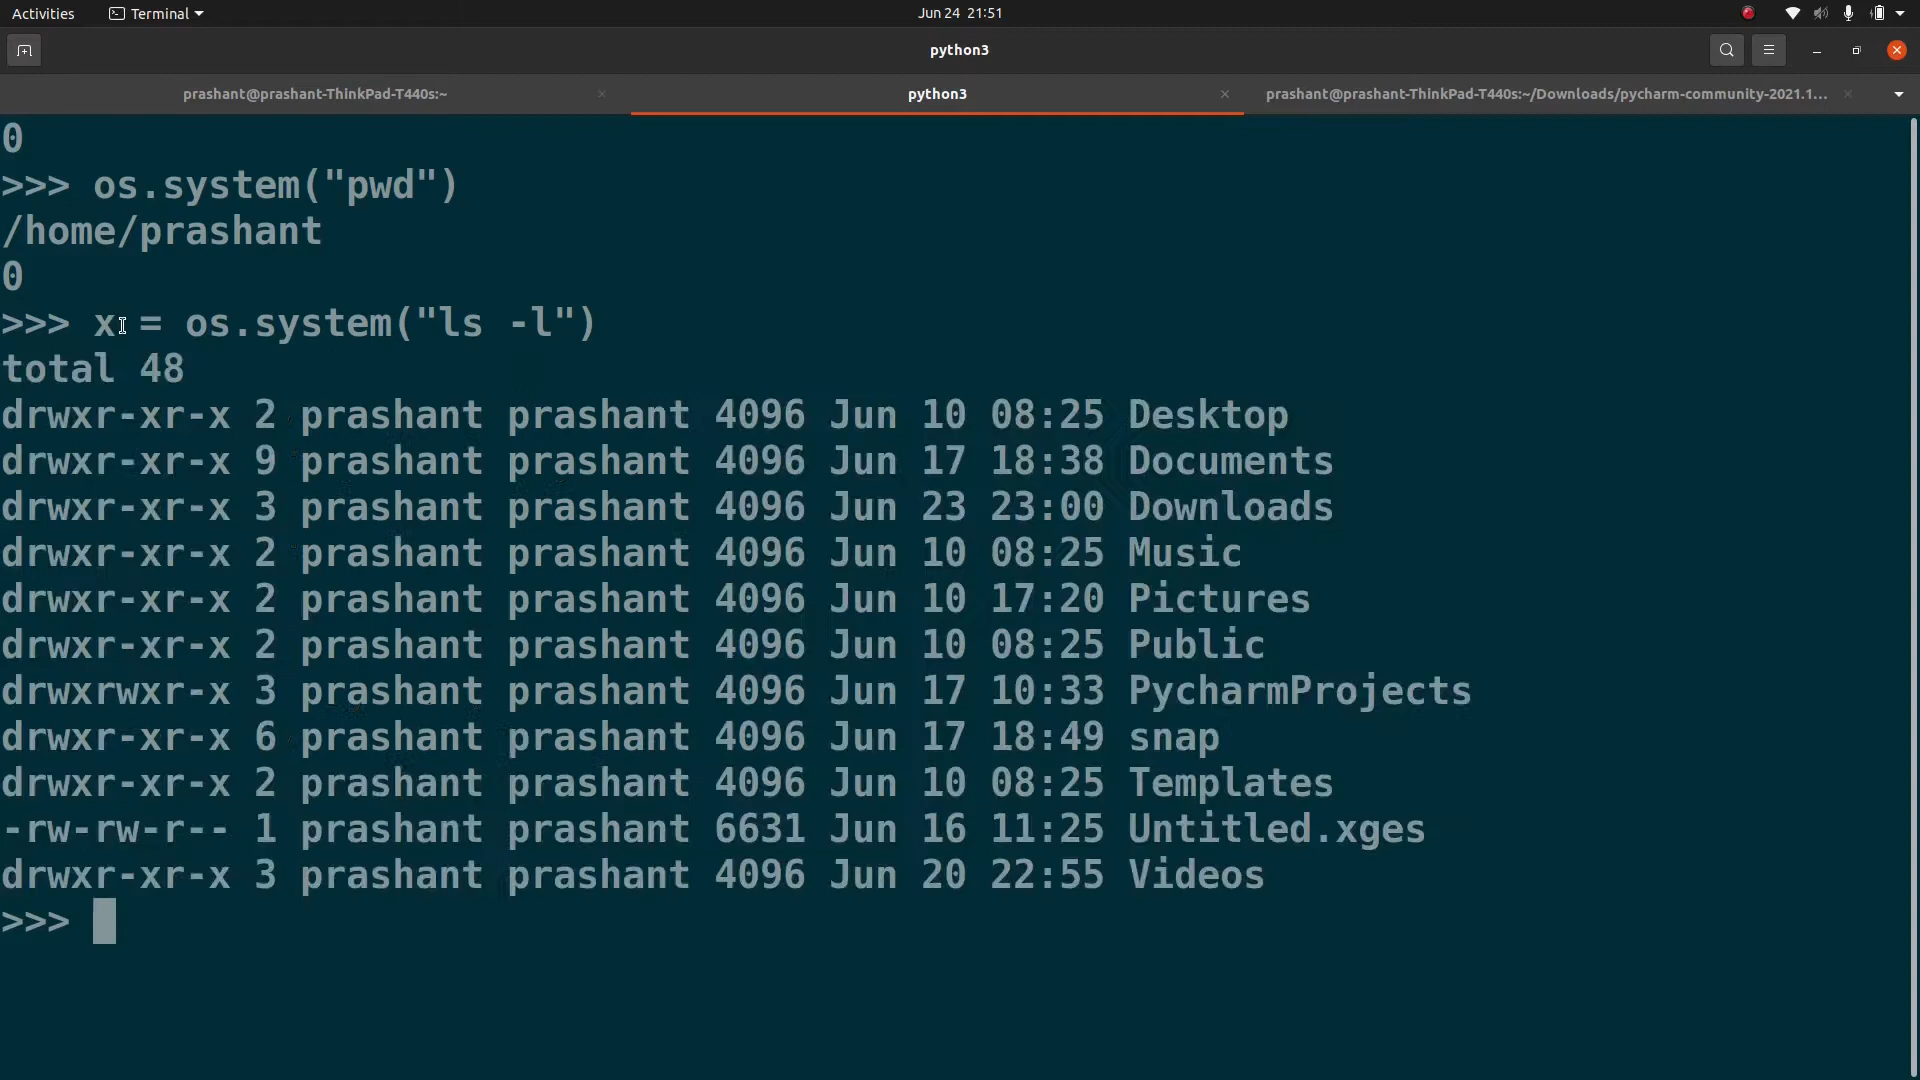 Activities Terminal Jun 24 21:51
python3
prashant@prashant-ThinkPad-T440s:~ python3 prashant@prashant-ThinkPad-T440s:~/Downloads/pycharm-community-2021.1...
0
>>> os.system("pwd")
/home/prashant
0
>>> x = os.system("ls -l")
total 48
drwxr-xr-x 2 prashant prashant 4096 Jun 10 08:25 Desktop
drwxr-xr-x 9 prashant prashant 4096 Jun 17 18:38 Documents
drwxr-xr-x 3 prashant prashant 4096 Jun 23 23:00 Downloads
drwxr-xr-x 2 prashant prashant 4096 Jun 10 08:25 Music
drwxr-xr-x 2 prashant prashant 4096 Jun 10 17:20 Pictures
drwxr-xr-x 2 prashant prashant 4096 Jun 10 08:25 Public
drwxrwxr-x 3 prashant prashant 4096 Jun 17 10:33 PycharmProjects
drwxr-xr-x 6 prashant prashant 4096 Jun 17 18:49 snap
drwxr-xr-x 2 prashant prashant 4096 Jun 10 08:25 Templates
-rw-rw-r-- 1 prashant prashant 6631 Jun 16 11:25 Untitled.xges
drwxr-xr-x 3 prashant prashant 4096 Jun 20 22:55 Videos
>>>